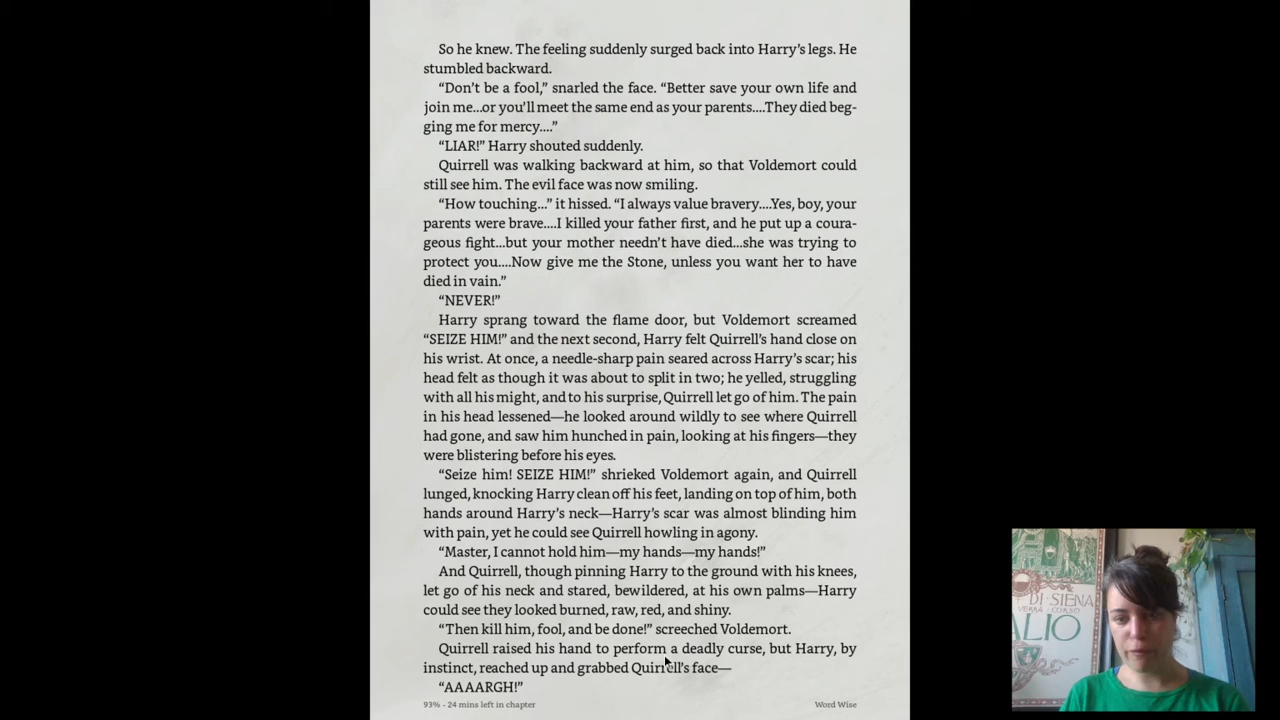 So he knew. The feeling suddenly surged back into Harry’s legs. He
stumbled backward.
“Don’t be a fool,” snarled the face. “Better save your own life and
join me...or you’ll meet the same end as your parents....They died beg-
ging me for mercy....”
“LIAR!” Harry shouted suddenly.
Quirrell was walking backward at him, so that Voldemort could
still see him. The evil face was now smiling.
“How touching...” it hissed. “I always value bravery....Yes, boy, your
parents were brave....I killed your father first, and he put up a coura-
geous fight...but your mother needn’t have died...she was trying to
protect you....Now give me the Stone, unless you want her to have
died in vain.”
“NEVER!”
Harry sprang toward the flame door, but Voldemort screamed
“SEIZE HIM!” and the next second, Harry felt Quirrell’s hand close on
his wrist. At once, a needle-sharp pain seared across Harry’s scar; his
head felt as though it was about to split in two; he yelled, struggling
with all his might, and to his surprise, Quirrell let go of him. The pain
in his head lessened—he looked around wildly to see where Quirrell
had gone, and saw him hunched in pain, looking at his fingers—they
were blistering before his eyes.
“Seize him! SEIZE HIM!” shrieked Voldemort again, and Quirrell
lunged, knocking Harry clean off his feet, landing on top of him, both
hands around Harry’s neck—Harry’s scar was almost blinding him
with pain, yet he could see Quirrell howling in agony.
“Master, I cannot hold him—my hands—my hands!”
And Quirrell, though pinning Harry to the ground with his knees,
let go of his neck and stared, bewildered, at his own palms—Harry
could see they looked burned, raw, red, and shiny.
“Then kill him, fool, and be done!” screeched Voldemort.
Quirrell raised his hand to perform a deadly curse, but Harry, by
instinct, reached up and grabbed Quirrell’s face—
“AAAARGH!”
93% - 24 mins left in chapter
Word Wise
DI SIENA
VERRA CORSO
ALIO